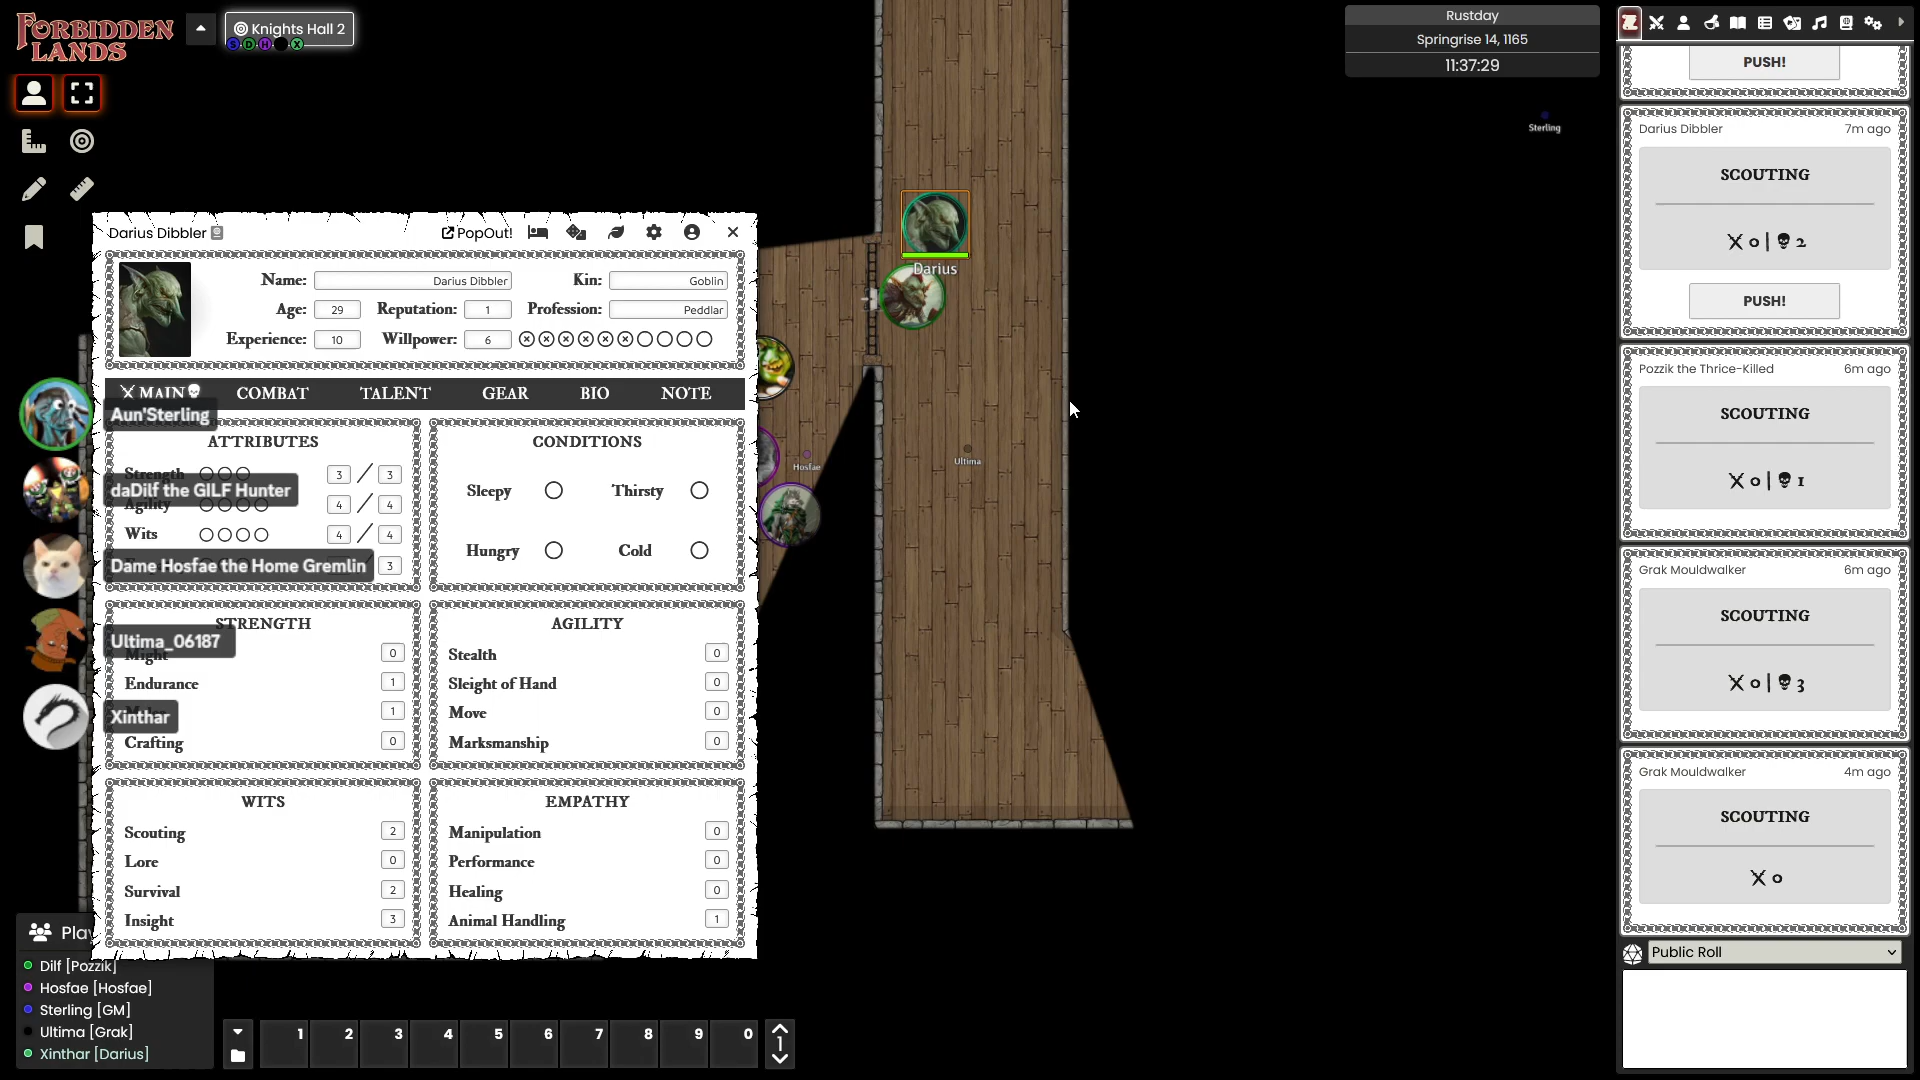 FORBIDDEN LANDS
Knights Hall 2
S D H X
Rustday
Springrise 14, 1165
11:37:29
Sterling
Darius Dibbler
PopOut!
Name: Darius Dibbler Kin: Goblin
Age: 29 Reputation: 1 Profession: Peddlar
Experience: 10 Willpower: 6
MAIN COMBAT TALENT GEAR BIO NOTE
Aun'Sterling
daDilf the GILF Hunter
Dame Hosfae the Home Gremlin
Ultima_06187
Xinthar
ATTRIBUTES
Strength 3 / 3
Agility 4 / 4
Wits 4 / 4
3
CONDITIONS
Sleepy Thirsty
Hungry Cold
STRENGTH
Might 0
Endurance 1
1
Crafting 0
AGILITY
Stealth 0
Sleight of Hand 0
Move 0
Marksmanship 0
WITS
Scouting 2
Lore 0
Survival 2
Insight 3
EMPATHY
Manipulation 0
Performance 0
Healing 0
Animal Handling 1
Darius
Hosfae
Ultima
PUSH!
Darius Dibbler 7m ago
SCOUTING
0 | 2
PUSH!
Pozzik the Thrice-Killed 6m ago
SCOUTING
0 | 1
Grak Mouldwalker 6m ago
SCOUTING
0 | 3
Grak Mouldwalker 4m ago
SCOUTING
0
Public Roll
Play
Dilf [Pozzik]
Hosfae [Hosfae]
Sterling [GM]
Ultima [Grak]
Xinthar [Darius]
1 2 3 4 5 6 7 8 9 0
1